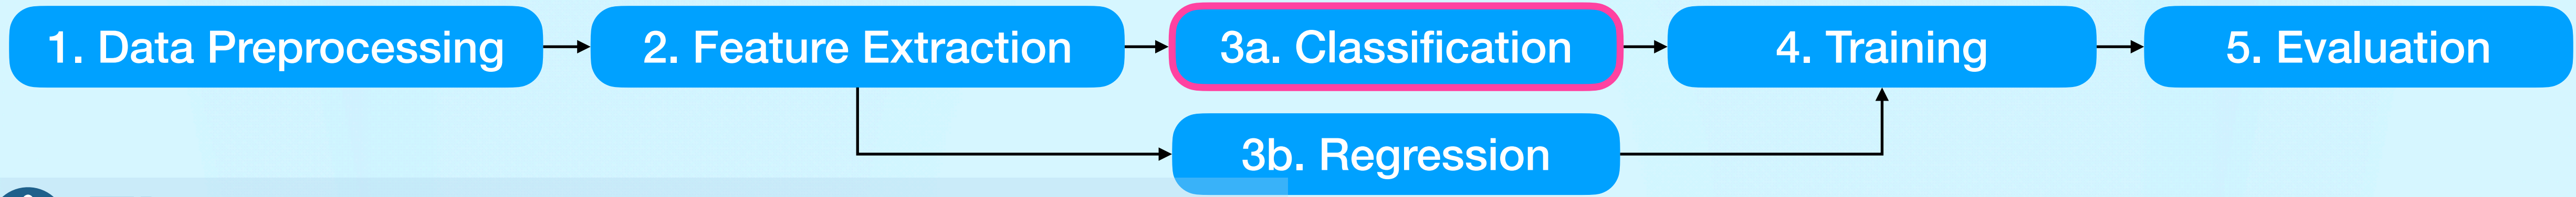 1. Data Preprocessing
2. Feature Extraction
3a. Classification
4. Training
5. Evaluation
3b. Regression